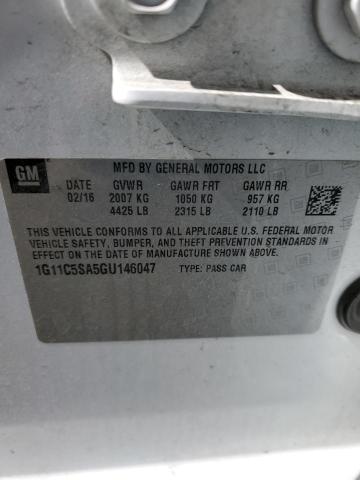 GM
MFD BY GENERAL MOTORS LLC
DATE GVWR GAWR FRT GAWR RR
02/16 2007 KG 1050 KG 957 KG
4425 LB 2315 LB 2110 LB
THIS VEHICLE CONFORMS TO ALL APPLICABLE U.S. FEDERAL MOTOR
VEHICLE SAFETY, BUMPER, AND THEFT PREVENTION STANDARDS IN
EFFECT ON THE DATE OF MANUFACTURE SHOWN ABOVE.
1G11C5SA5GU146047 TYPE: PASS CAR